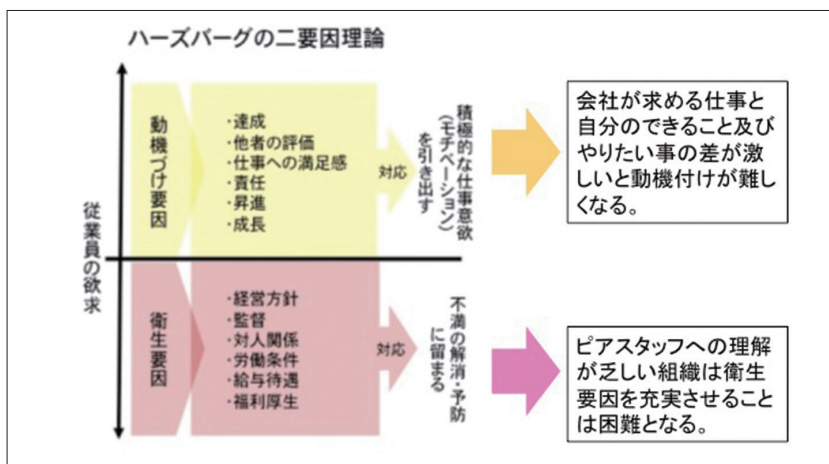 ハーズバーグの二要因理論
従業員の欲求
動機づけ要因
・達成
・他者の評価
・仕事への満足感
・責任
・昇進
・成長
対応
積極的な仕事意欲
(モチベーション)
を引き出す
会社が求める仕事と
自分のできること及び
やりたい事の差が激
しいと動機付けが難し
くなる。
衛生要因
・経営方針
・監督
・対人関係
・労働条件
・給与待遇
・福利厚生
対応
不満の解消・予防
に留まる
ピアスタッフへの理解
が乏しい組織は衛生
要因を充実させること
は困難となる。